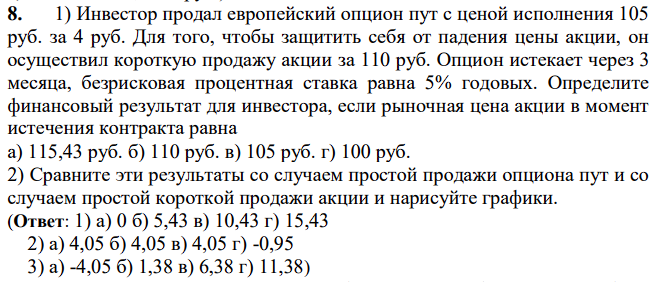 8. 1) Инвестор продал европейский опцион пут с ценой исполнения 105
руб. за 4 руб. Для того, чтобы защитить себя от падения цены акции, он
осуществил короткую продажу акции за 110 руб. Опцион истекает через 3
месяца, безрисковая процентная ставка равна 5% годовых. Определите
финансовый результат для инвестора, если рыночная цена акции в момент
истечения контракта равна
а) 115,43 руб. б) 110 руб. в) 105 руб. г) 100 руб.
2) Сравните эти результаты со случаем простой продажи опциона пут и со
случаем простой короткой продажи акции и нарисуйте графики.
(Ответ: 1) а) 0 б) 5,43 в) 10,43 г) 15,43
2) а) 4,05 б) 4,05 в) 4,05 г) -0,95
3) а) -4,05 б) 1,38 в) 6,38 г) 11,38)